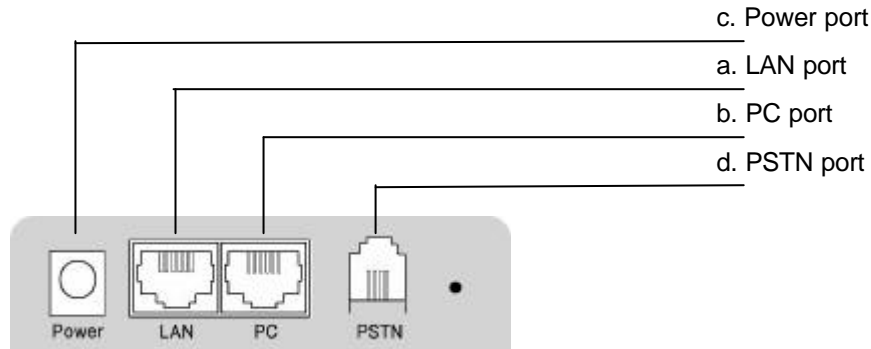 c. Power port
a. LAN port
b. PC port
d. PSTN port
Power LAN PC PSTN